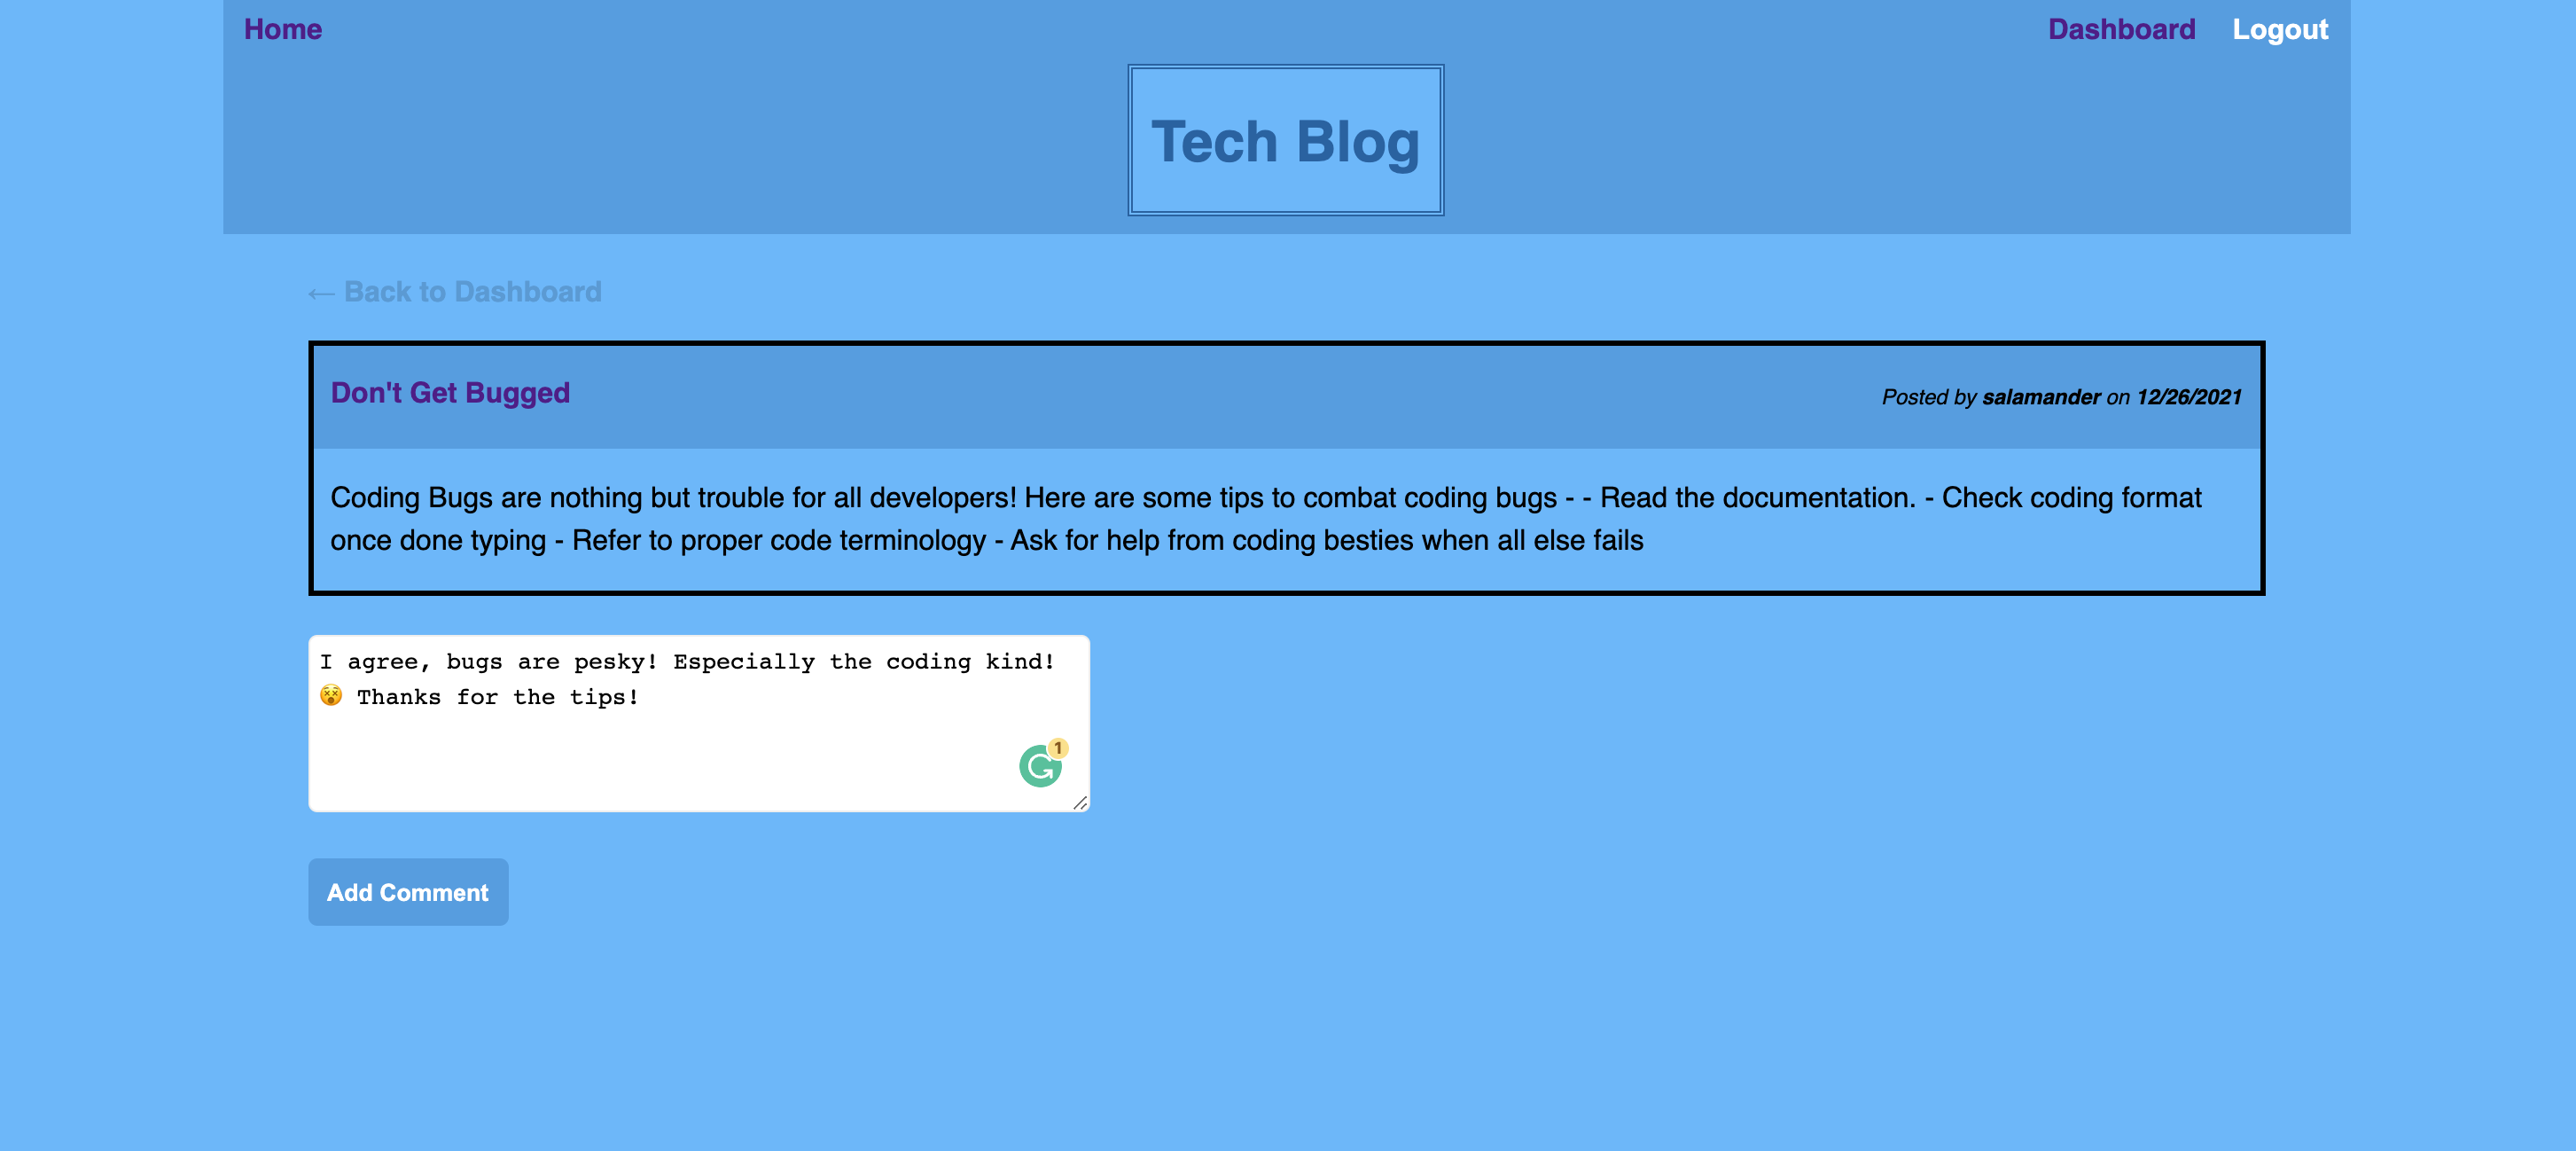 Home
Dashboard
Logout
Tech Blog
← Back to Dashboard
Don't Get Bugged
Posted by salamander on 12/26/2021
Coding Bugs are nothing but trouble for all developers! Here are some tips to combat coding bugs - - Read the documentation. - Check coding format
once done typing - Refer to proper code terminology - Ask for help from coding besties when all else fails
I agree, bugs are pesky! Especially the coding kind!
😵 Thanks for the tips!
1
Add Comment